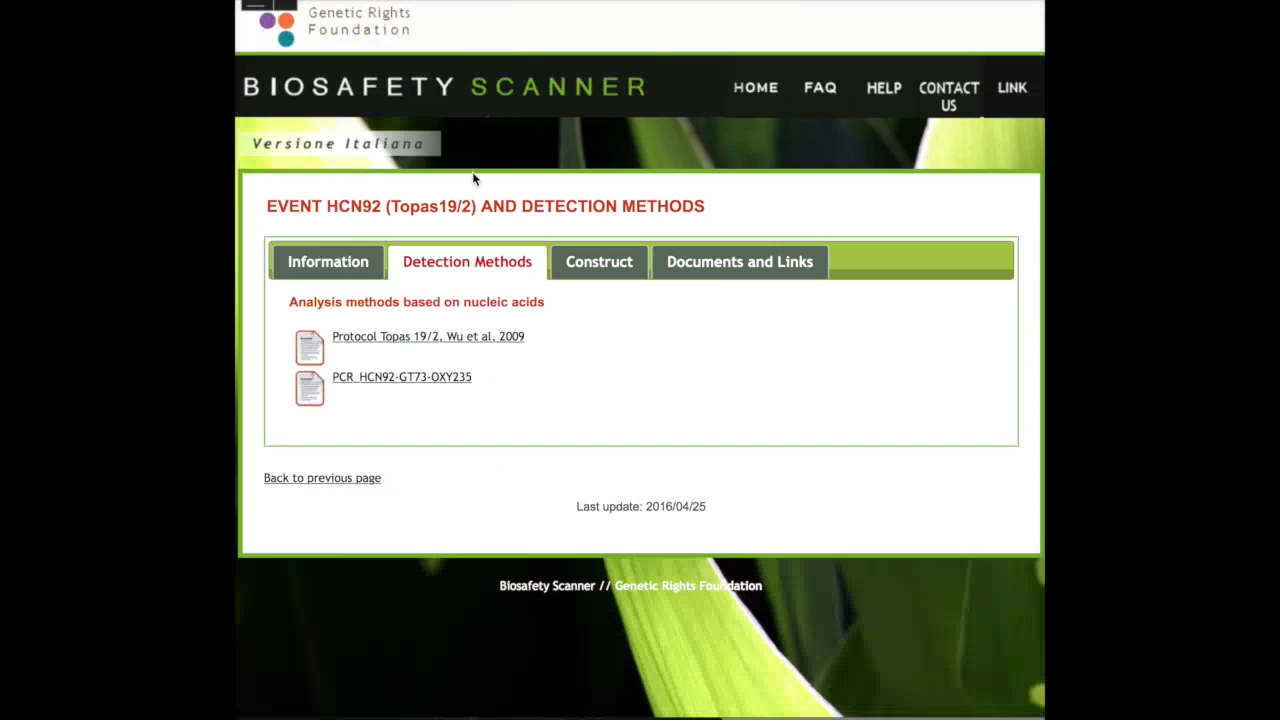 Genetic Rights
Foundation
BIOSAFETY SCANNER
HOME FAQ HELP CONTACT US LINK
Versione Italiana
EVENT HCN92 (Topas19/2) AND DETECTION METHODS
Information Detection Methods Construct Documents and Links
Analysis methods based on nucleic acids
Protocol Topas 19/2, Wu et al, 2009
PCR_HCN92-GT73-OXY235
Back to previous page
Last update: 2016/04/25
Biosafety Scanner // Genetic Rights Foundation